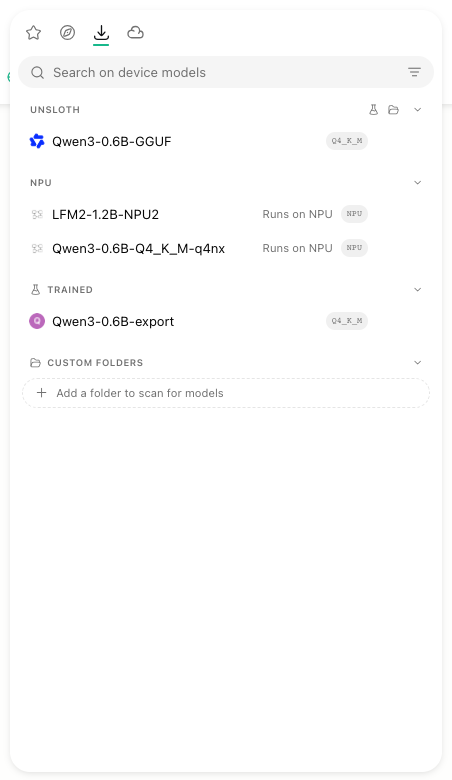 Search on device models
UNSLOTH
Qwen3-0.6B-GGUF Q4_K_M
NPU
LFM2-1.2B-NPU2 Runs on NPU NPU
Qwen3-0.6B-Q4_K_M-q4nx Runs on NPU NPU
TRAINED
Q Qwen3-0.6B-export Q4_K_M
CUSTOM FOLDERS
Add a folder to scan for models